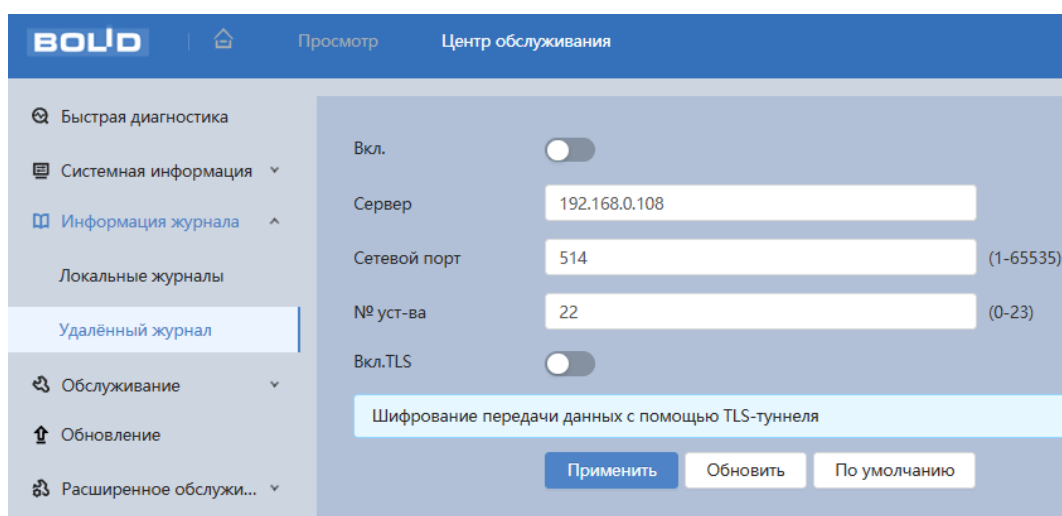 BOLID
Просмотр
Центр обслуживания
Быстрая диагностика
Системная информация
Информация журнала
Локальные журналы
Удалённый журнал
Обслуживание
Обновление
Расширенное обслужи...
Вкл.
Сервер 192.168.0.108
Сетевой порт 514 (1-65535)
№ уст-ва 22 (0-23)
Вкл.TLS
Шифрование передачи данных с помощью TLS-туннеля
Применить Обновить По умолчанию